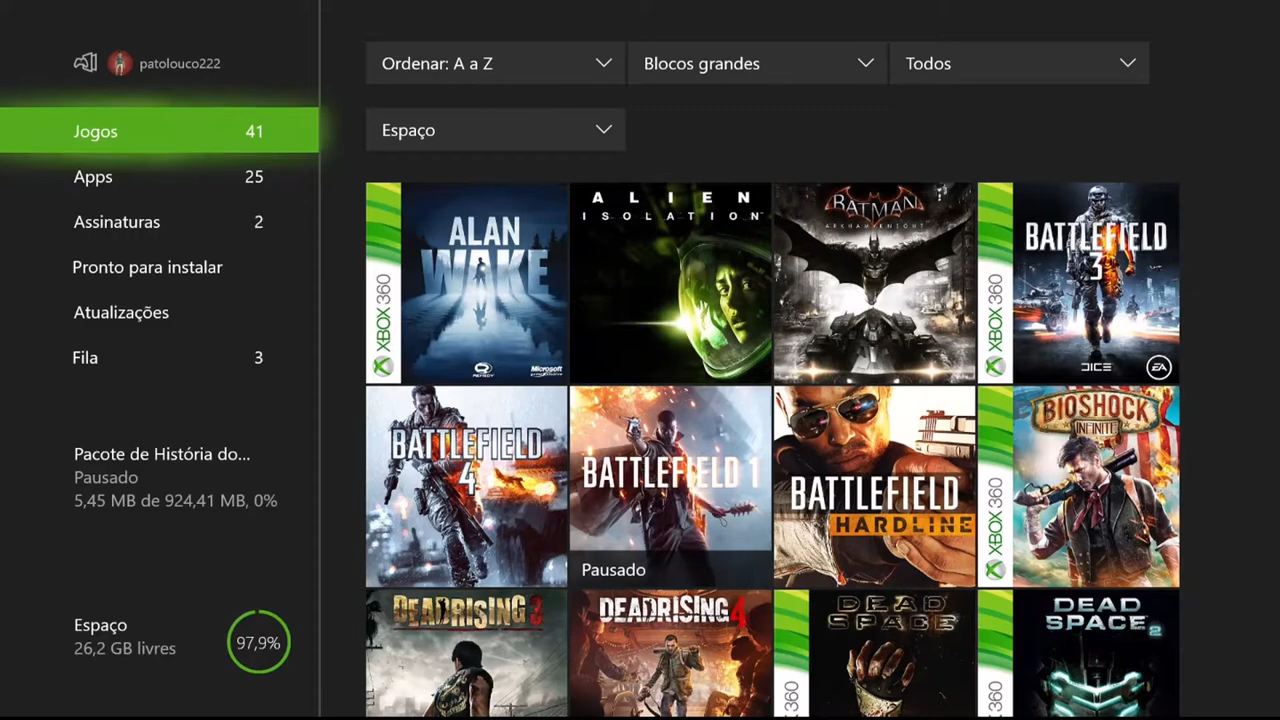 patolouco222
Ordenar: A a Z
Blocos grandes
Todos
Espaço
Jogos 41
Apps 25
Assinaturas 2
Pronto para instalar
Atualizações
Fila 3
Pacote de História do...
Pausado
5,45 MB de 924,41 MB, 0%
Espaço
26,2 GB livres
97,9%
XBOX 360
ALAN
WAKE
REMEDY
Microsoft
ALIEN
ISOLATION
BATMAN
ARKHAM KNIGHT
XBOX 360
BATTLEFIELD
3
DICE
EA
BATTLEFIELD
4
BATTLEFIELD 1
Pausado
BATTLEFIELD
HARDLINE
XBOX 360
BIOSHOCK
INFINITE
DEADRISING 3
DEADRISING 4
360
DEAD
SPACE
360
DEAD
SPACE 2